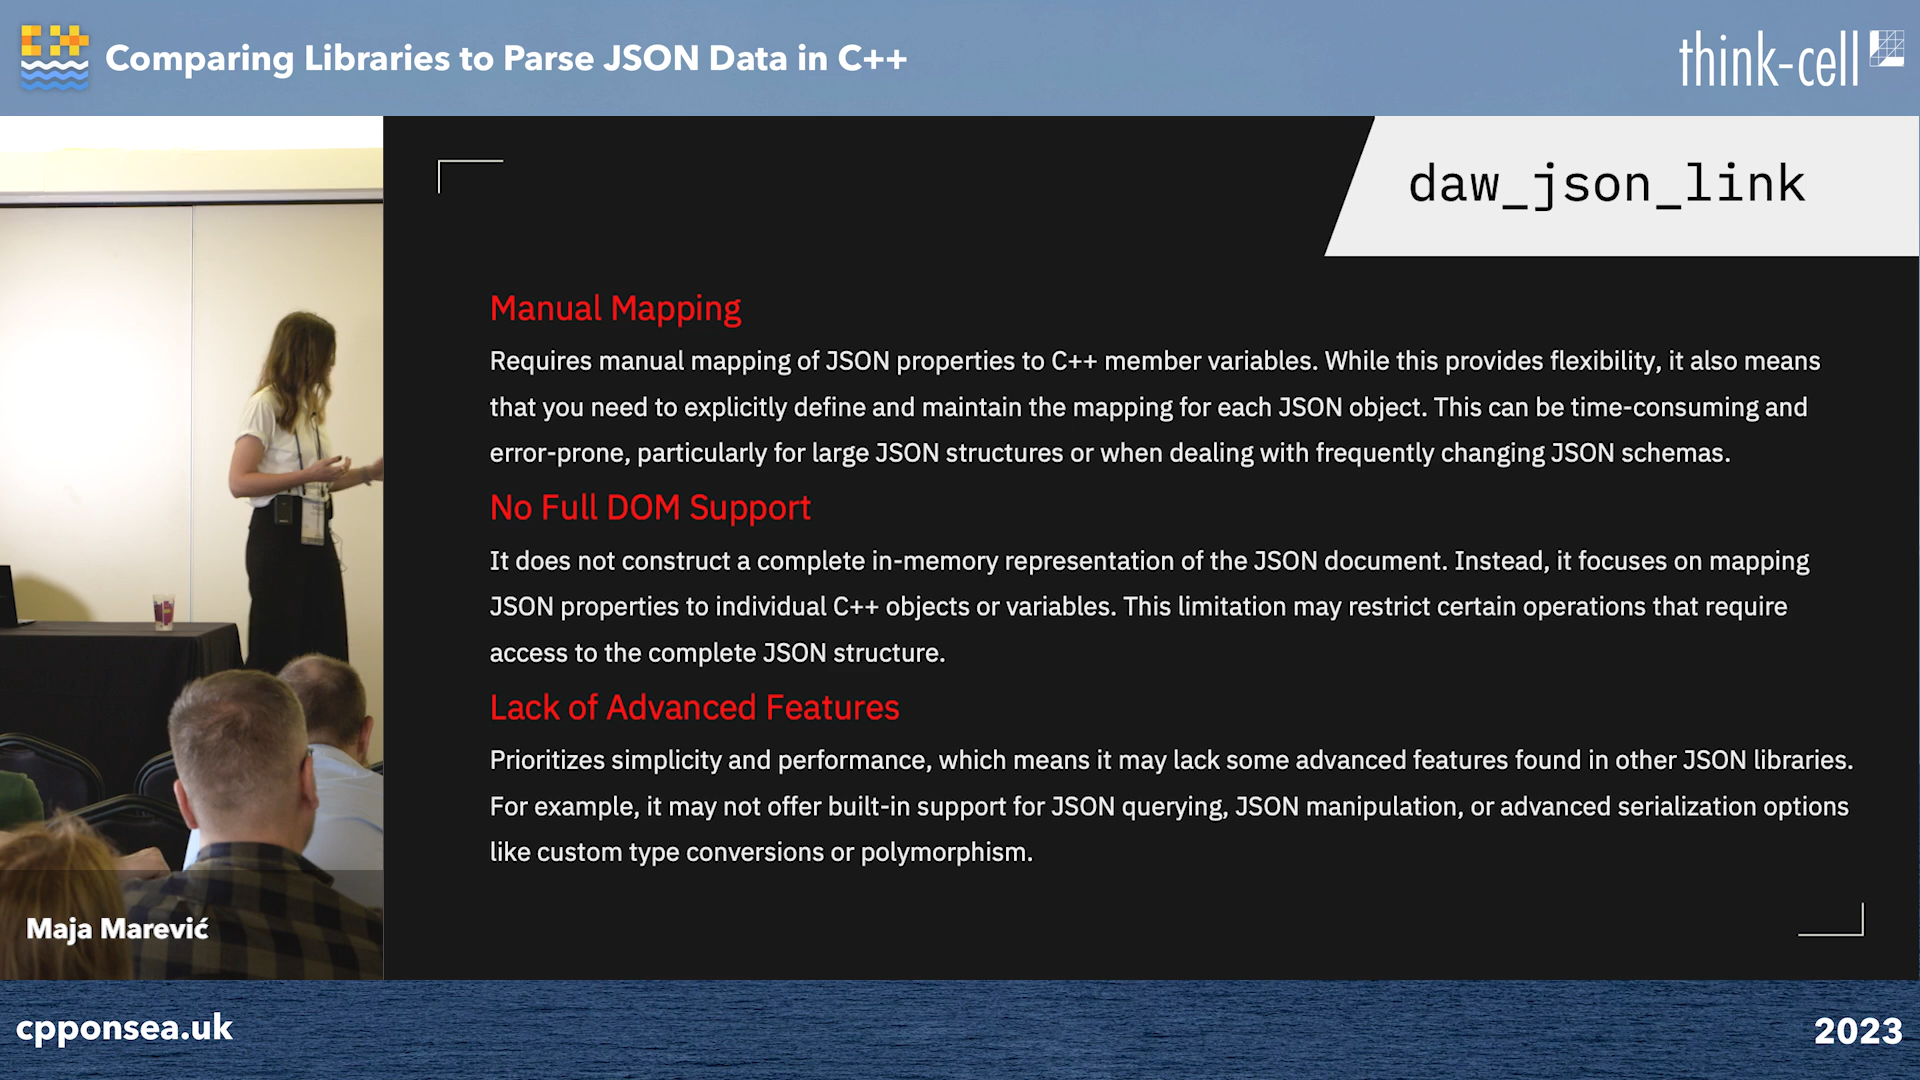 Comparing Libraries to Parse JSON Data in C++
think-cell
daw_json_link
Manual Mapping
Requires manual mapping of JSON properties to C++ member variables. While this provides flexibility, it also means
that you need to explicitly define and maintain the mapping for each JSON object. This can be time-consuming and
error-prone, particularly for large JSON structures or when dealing with frequently changing JSON schemas.
No Full DOM Support
It does not construct a complete in-memory representation of the JSON document. Instead, it focuses on mapping
JSON properties to individual C++ objects or variables. This limitation may restrict certain operations that require
access to the complete JSON structure.
Lack of Advanced Features
Prioritizes simplicity and performance, which means it may lack some advanced features found in other JSON libraries.
For example, it may not offer built-in support for JSON querying, JSON manipulation, or advanced serialization options
like custom type conversions or polymorphism.
Maja Marević
cpponsea.uk
2023